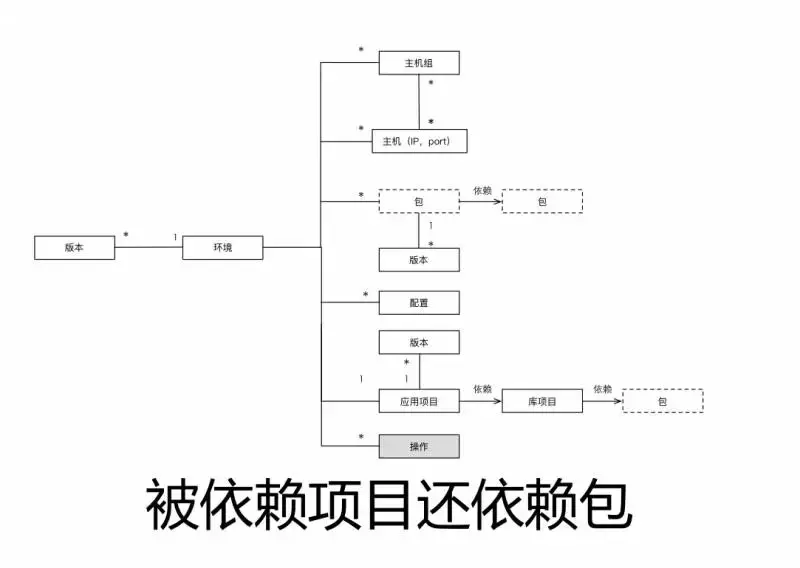 *
主机组
*
*
*
主机（IP，port）
*
包
依赖
包
1
*
版本
版本
*
1
环境
*
配置
版本
*
1
1
应用项目
依赖
库项目
依赖
包
*
操作
被依赖项目还依赖包